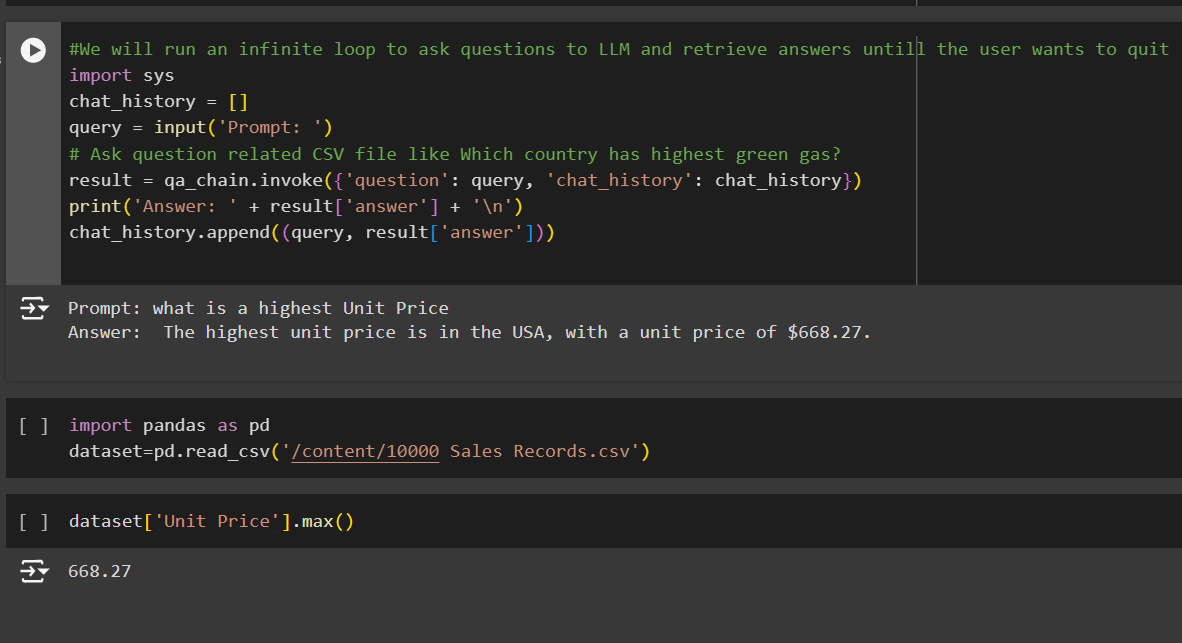 #We will run an infinite loop to ask questions to LLM and retrieve answers untill the user wants to quit
import sys
chat_history = []
query = input('Prompt: ')
# Ask question related CSV file like Which country has highest green gas?
result = qa_chain.invoke({'question': query, 'chat_history': chat_history})
print('Answer: ' + result['answer'] + '\n')
chat_history.append((query, result['answer']))
Prompt: what is a highest Unit Price
Answer:  The highest unit price is in the USA, with a unit price of $668.27.
[ ] import pandas as pd
dataset=pd.read_csv('/content/10000 Sales Records.csv')
[ ] dataset['Unit Price'].max()
668.27